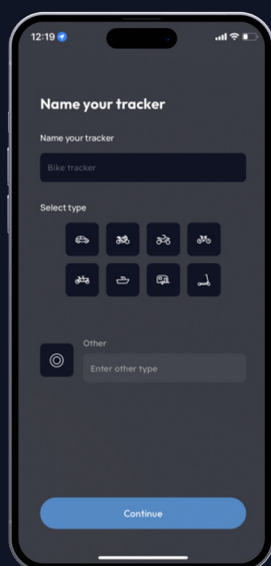 12:19
Name your tracker
Name your tracker
Bike tracker
Select type
Other
Enter other type
Continue